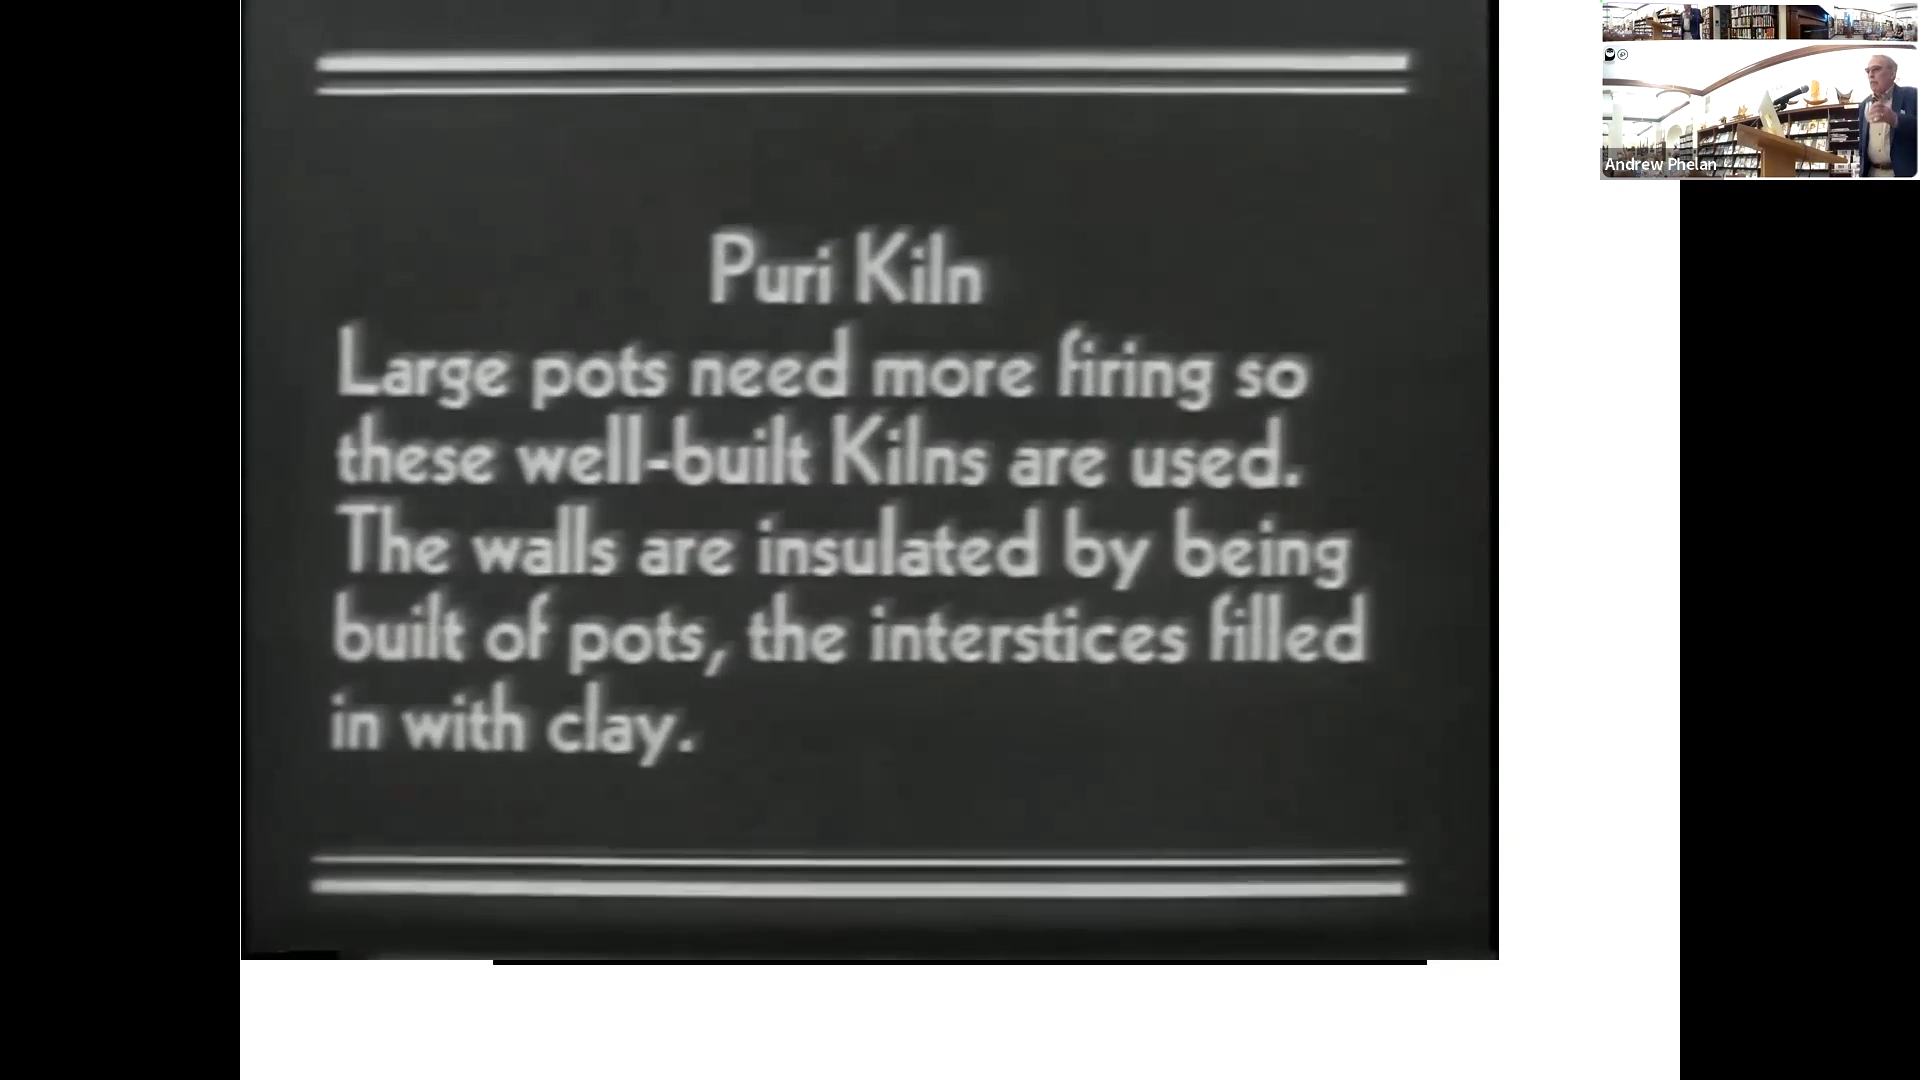 Puri Kiln
Large pots need more firing so
these well-built Kilns are used.
The walls are insulated by being
built of pots, the interstices filled
in with clay.
Andrew Phelan